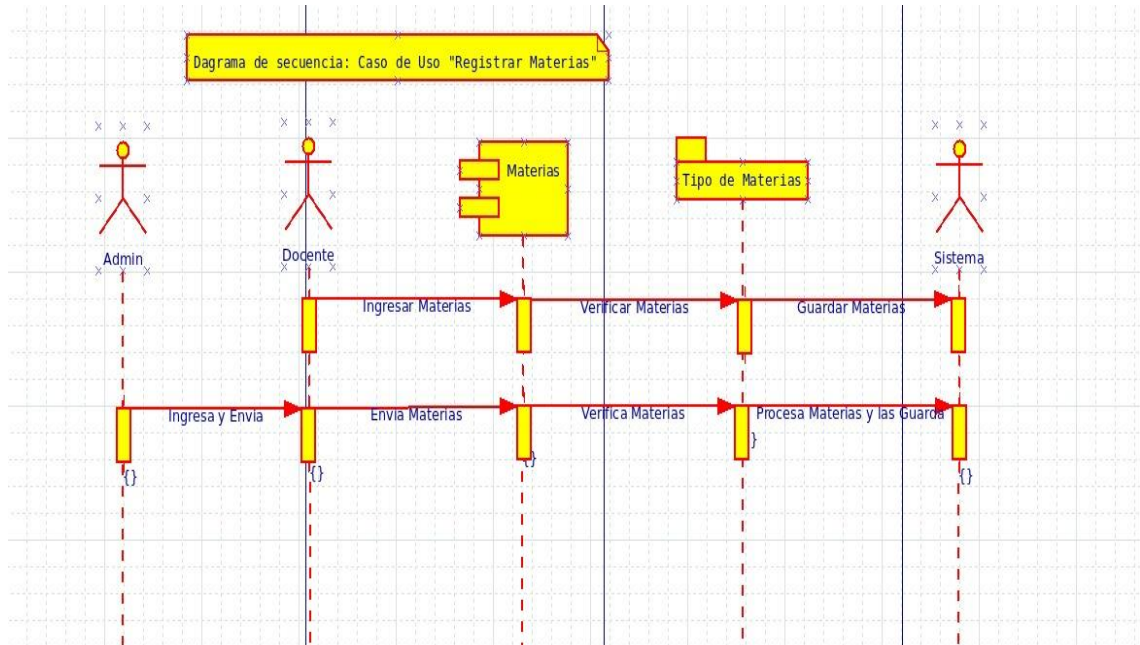 Dagrama de secuencia: Caso de Uso "Registrar Materias"
Materias
Tipo de Materias
Admin
Docente
Sistema
Ingresar Materias
Verificar Materias
Guardar Materias
Ingresa y Envia
Envia Materias
Verifica Materias
Procesa Materias y las Guarda
{}
{}
{}
}
{}